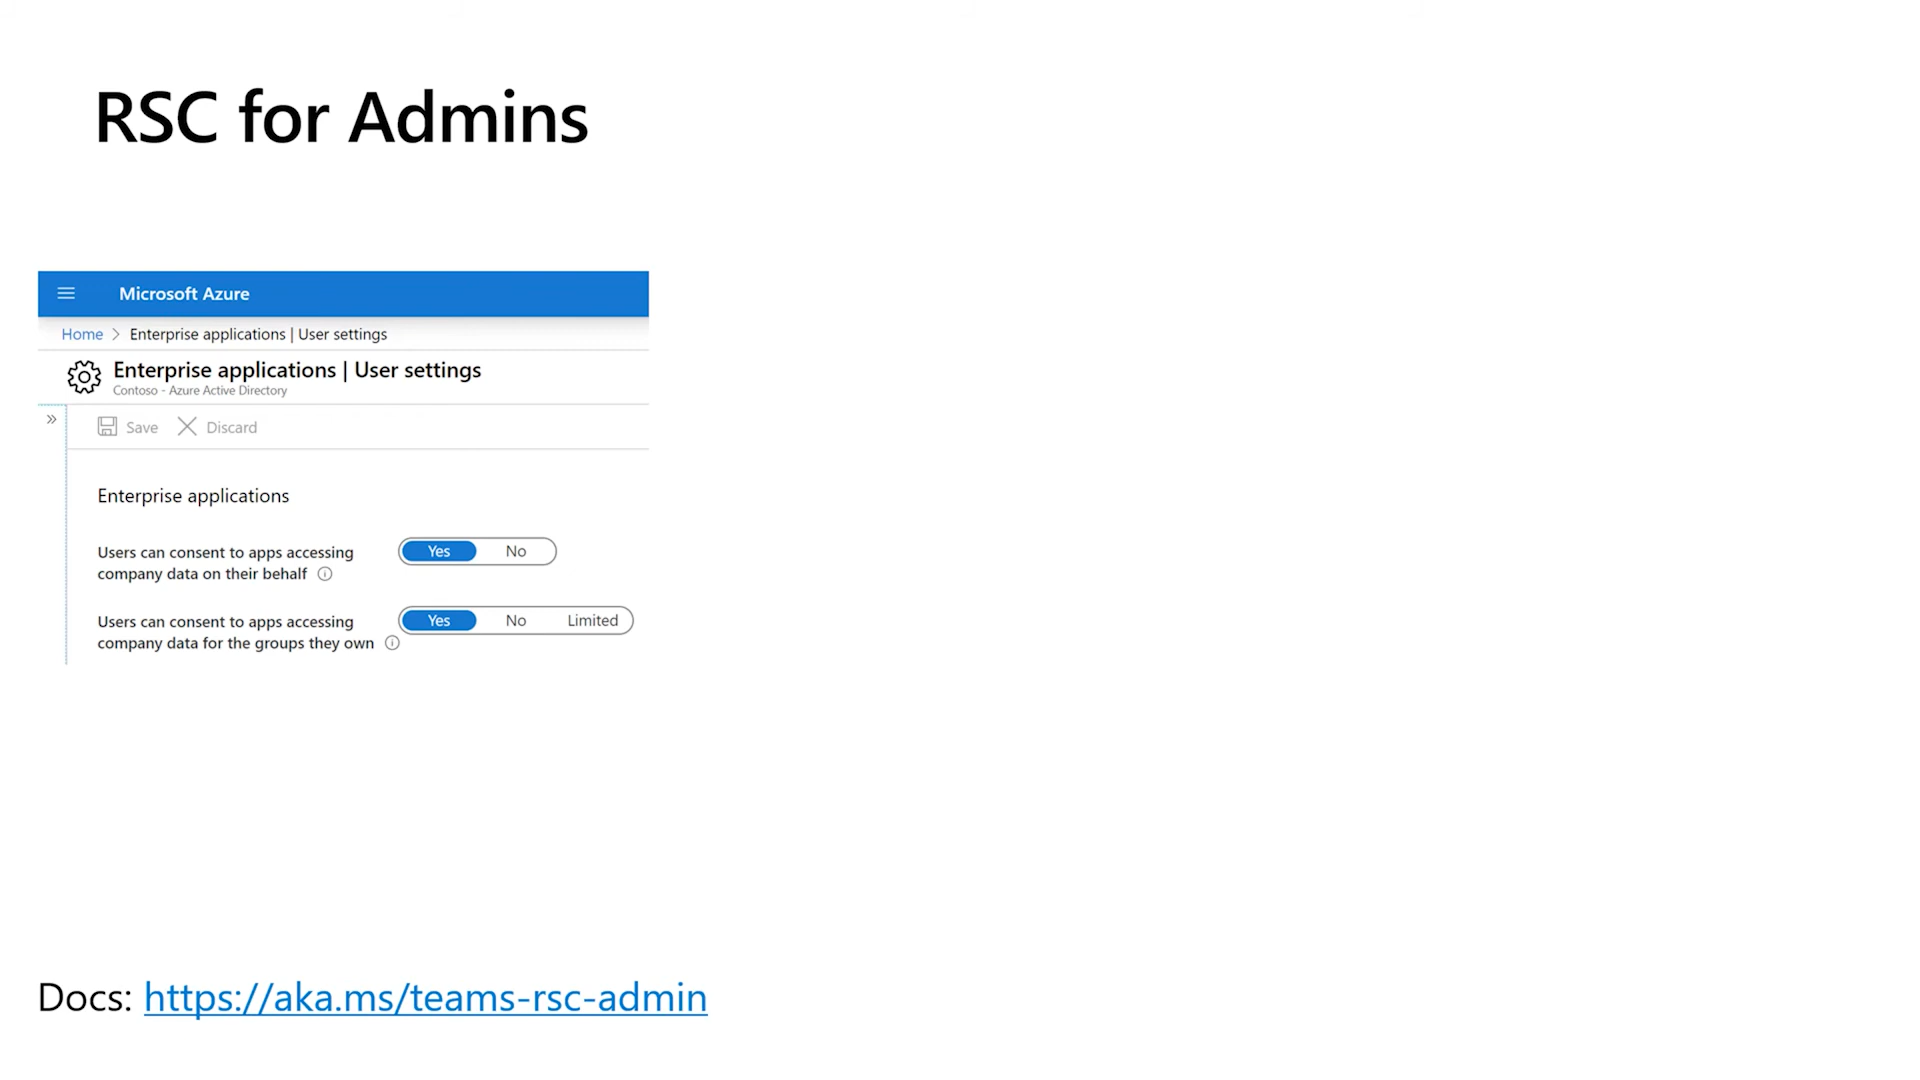 RSC for Admins
Microsoft Azure
Home > Enterprise applications | User settings
Enterprise applications | User settings
Contoso - Azure Active Directory
Save Discard
Enterprise applications
Users can consent to apps accessing
company data on their behalf
Yes No
Users can consent to apps accessing
company data for the groups they own
Yes No Limited
Docs: https://aka.ms/teams-rsc-admin